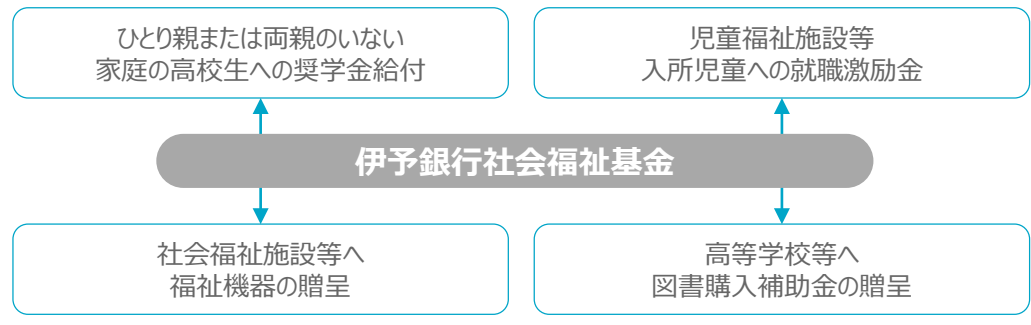 ひとり親または両親のいない
家庭の高校生への奨学金給付
児童福祉施設等
入所児童への就職激励金
伊予銀行社会福祉基金
社会福祉施設等へ
福祉機器の贈呈
高等学校等へ
図書購入補助金の贈呈